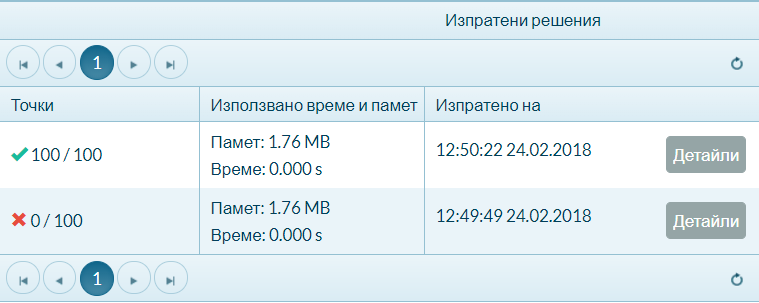 Изпратени решения
1
Точки Използвано време и памет Изпратено на
100 / 100 Памет: 1.76 MB 12:50:22 24.02.2018 Детайли
Време: 0.000 s
0 / 100 Памет: 1.76 MB 12:49:49 24.02.2018 Детайли
Време: 0.000 s
1